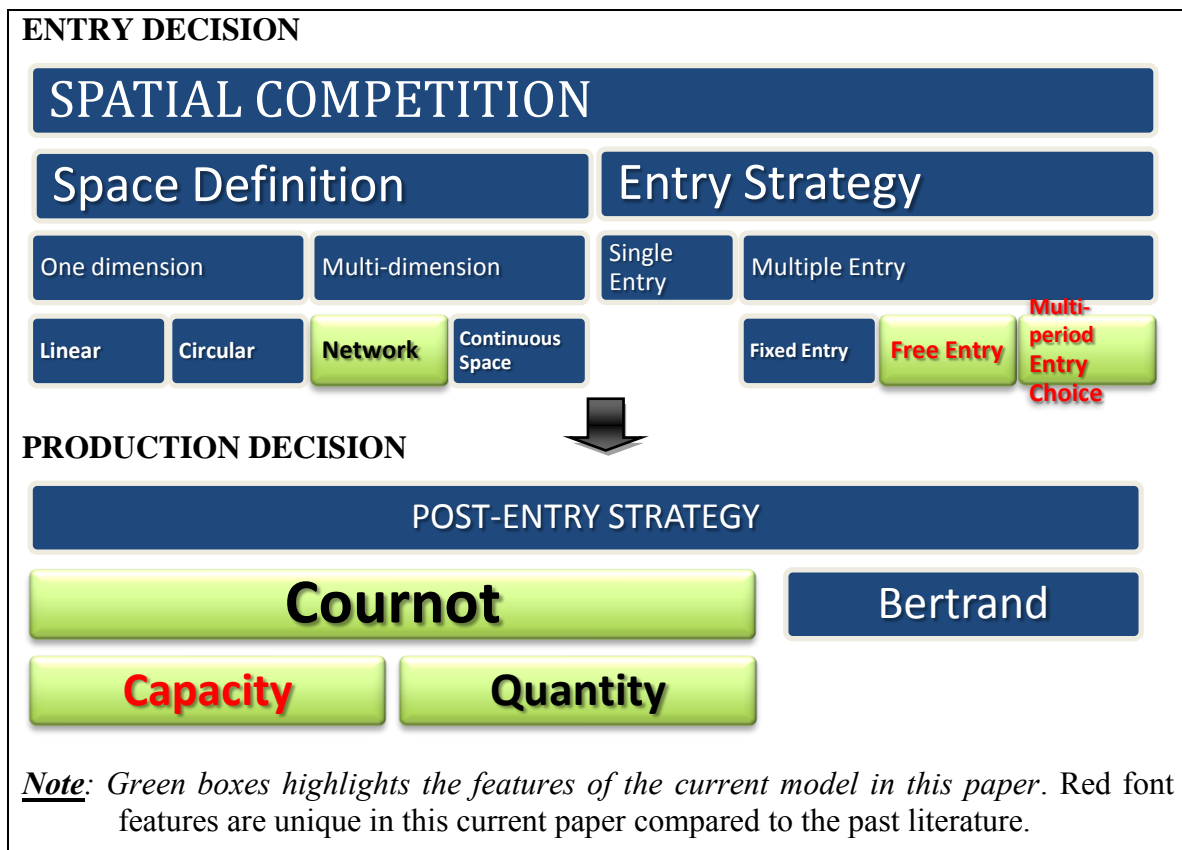 ENTRY DECISION
SPATIAL COMPETITION
Space Definition
Entry Strategy
One dimension
Multi-dimension
Single
Entry
Multiple Entry
Linear
Circular
Network
Continuous
Space
Fixed Entry
Free Entry
Multi-
period
Entry
Choice
PRODUCTION DECISION
POST-ENTRY STRATEGY
Cournot
Bertrand
Capacity
Quantity
Note: Green boxes highlights the features of the current model in this paper. Red font
features are unique in this current paper compared to the past literature.